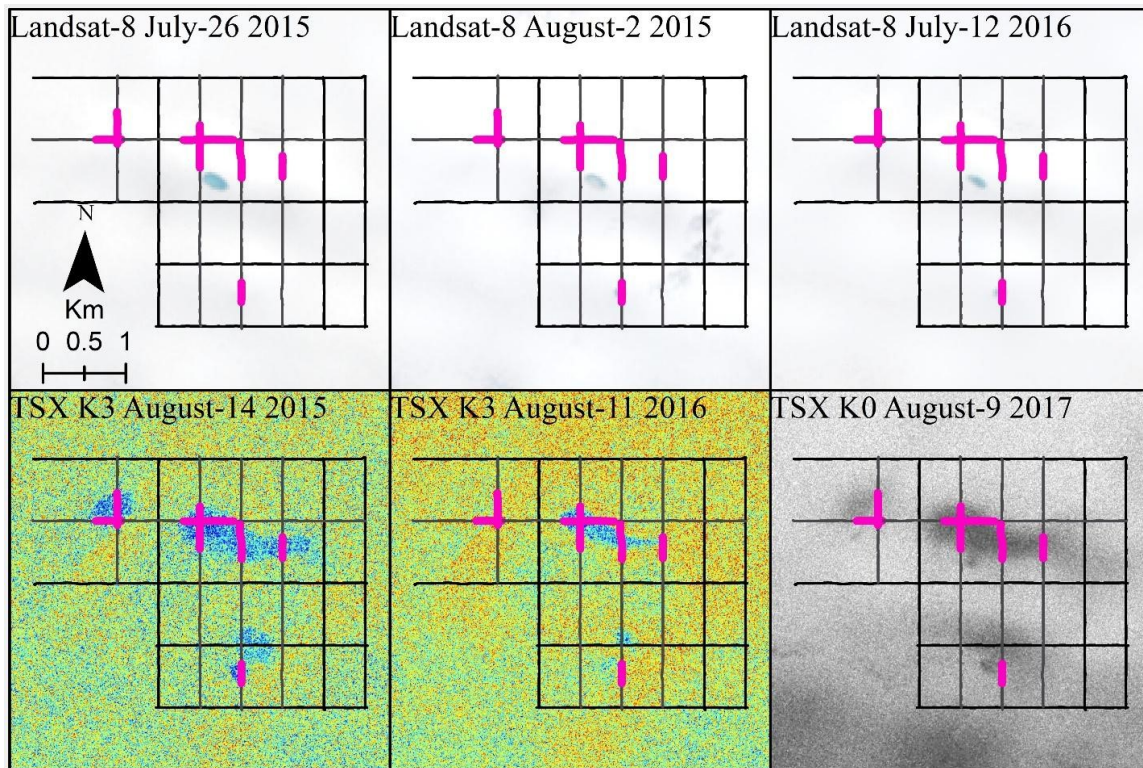 Landsat-8 July-26 2015
Landsat-8 August-2 2015
Landsat-8 July-12 2016
N
Km
0 0.5 1
TSX K3 August-14 2015
TSX K3 August-11 2016
TSX K0 August-9 2017